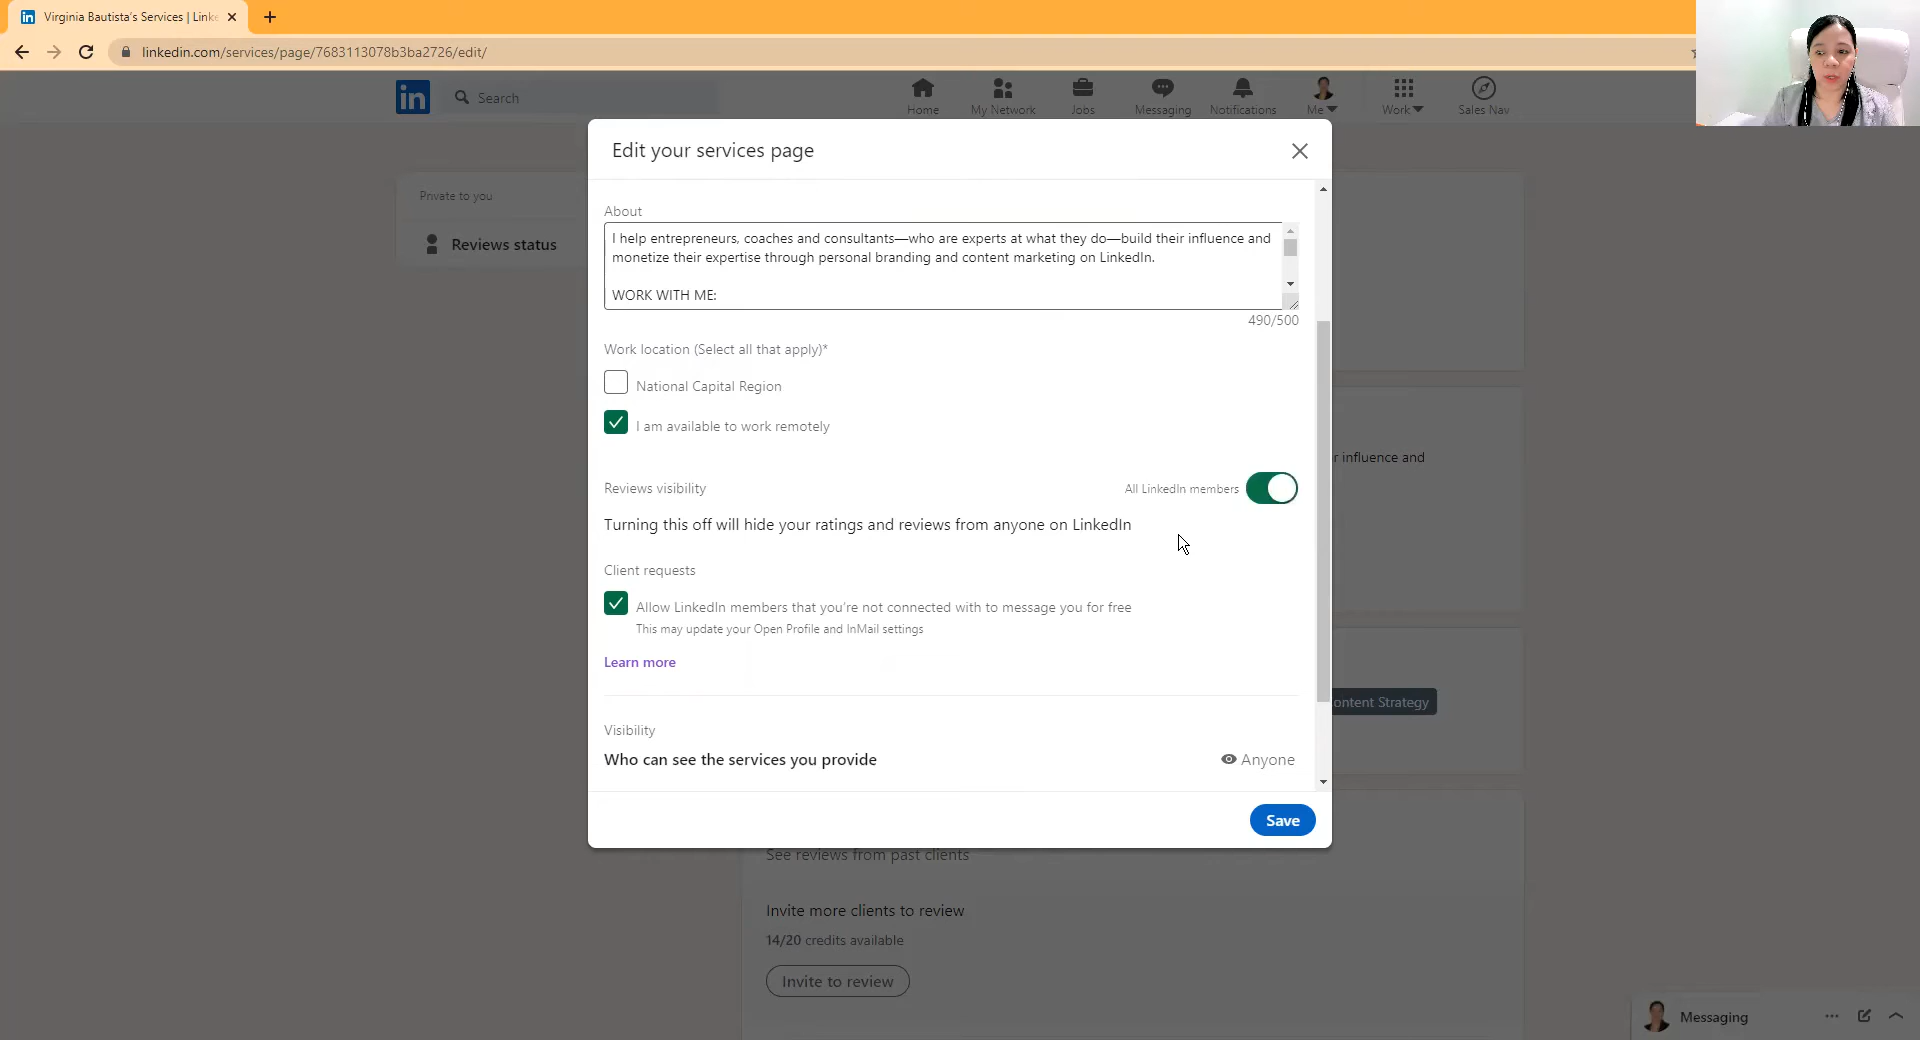 Virginia Bautista's Services | Linke
linkedin.com/services/page/7683113078b3ba2726/edit/
in
Search
Home
My Network
Jobs
Messaging
Notifications
Me
Work
Sales Nav
Private to you
Reviews status
Edit your services page
About
I help entrepreneurs, coaches and consultants—who are experts at what they do—build their influence and
monetize their expertise through personal branding and content marketing on LinkedIn.
WORK WITH ME:
490/500
Work location (Select all that apply)*
National Capital Region
I am available to work remotely
r influence and
Reviews visibility
All LinkedIn members
Turning this off will hide your ratings and reviews from anyone on LinkedIn
Client requests
Allow LinkedIn members that you're not connected with to message you for free
This may update your Open Profile and InMail settings
Learn more
ontent Strategy
Visibility
Who can see the services you provide
Anyone
Save
See reviews from past clients
Invite more clients to review
14/20 credits available
Invite to review
Messaging